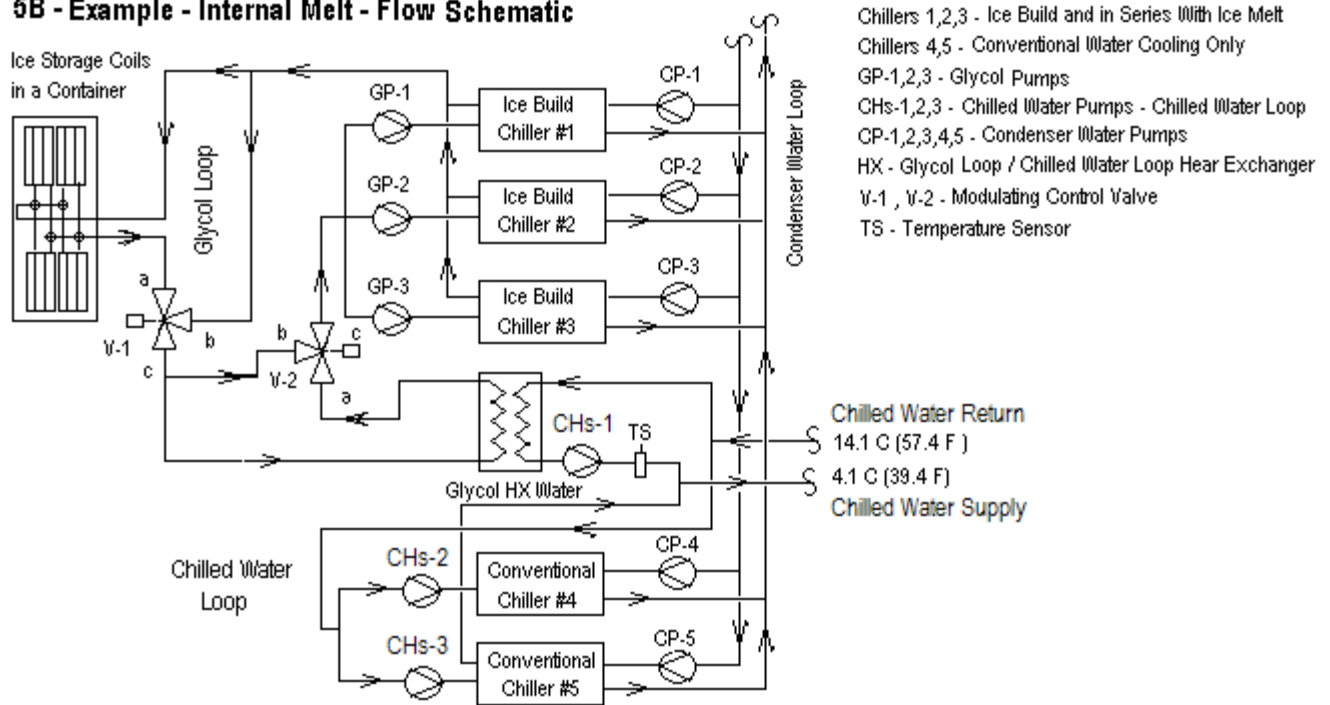 5B - Example - Internal Melt - Flow Schematic
Ice Storage Coils
in a Container
Glycol Loop
a
b
c
V-1
b
c
a
V-2
GP-1
GP-2
GP-3
Ice Build
Chiller #1
Ice Build
Chiller #2
Ice Build
Chiller #3
CP-1
CP-2
CP-3
Condenser Water Loop
CHs-1
TS
Glycol HX Water
Chilled Water Return
14.1 C (57.4 F )
4.1 C (39.4 F)
Chilled Water Supply
Chilled Water
Loop
CHs-2
CHs-3
Conventional
Chiller #4
Conventional
Chiller #5
CP-4
CP-5
Chillers 1,2,3 - Ice Build and in Series With Ice Melt
Chillers 4,5 - Conventional Water Cooling Only
GP-1,2,3 - Glycol Pumps
CHs-1,2,3 - Chilled Water Pumps - Chilled Water Loop
CP-1,2,3,4,5 - Condenser Water Pumps
HX - Glycol Loop / Chilled Water Loop Hear Exchanger
V-1 , V-2 - Modulating Control Valve
TS - Temperature Sensor